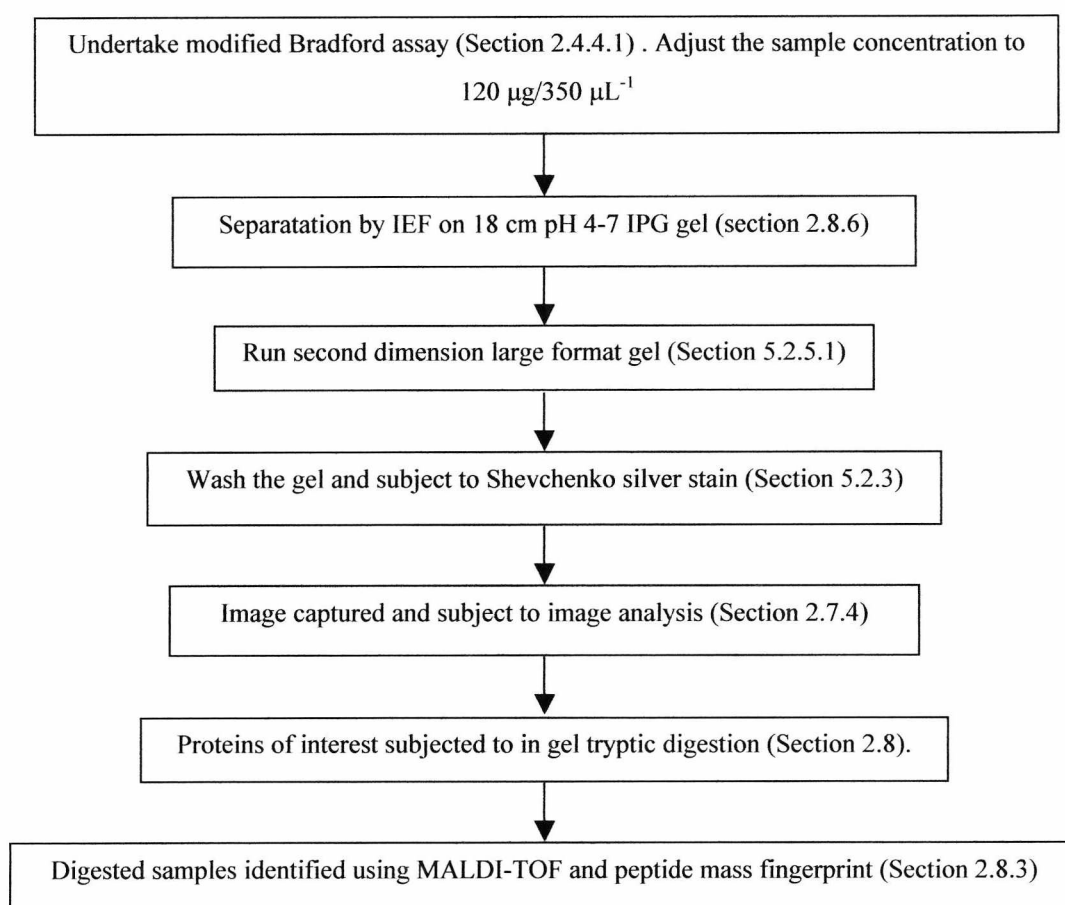 Undertake modified Bradford assay (Section 2.4.4.1) . Adjust the sample concentration to
120 µg/350 µL⁻¹
Separatation by IEF on 18 cm pH 4-7 IPG gel (section 2.8.6)
Run second dimension large format gel (Section 5.2.5.1)
Wash the gel and subject to Shevchenko silver stain (Section 5.2.3)
Image captured and subject to image analysis (Section 2.7.4)
Proteins of interest subjected to in gel tryptic digestion (Section 2.8).
Digested samples identified using MALDI-TOF and peptide mass fingerprint (Section 2.8.3)